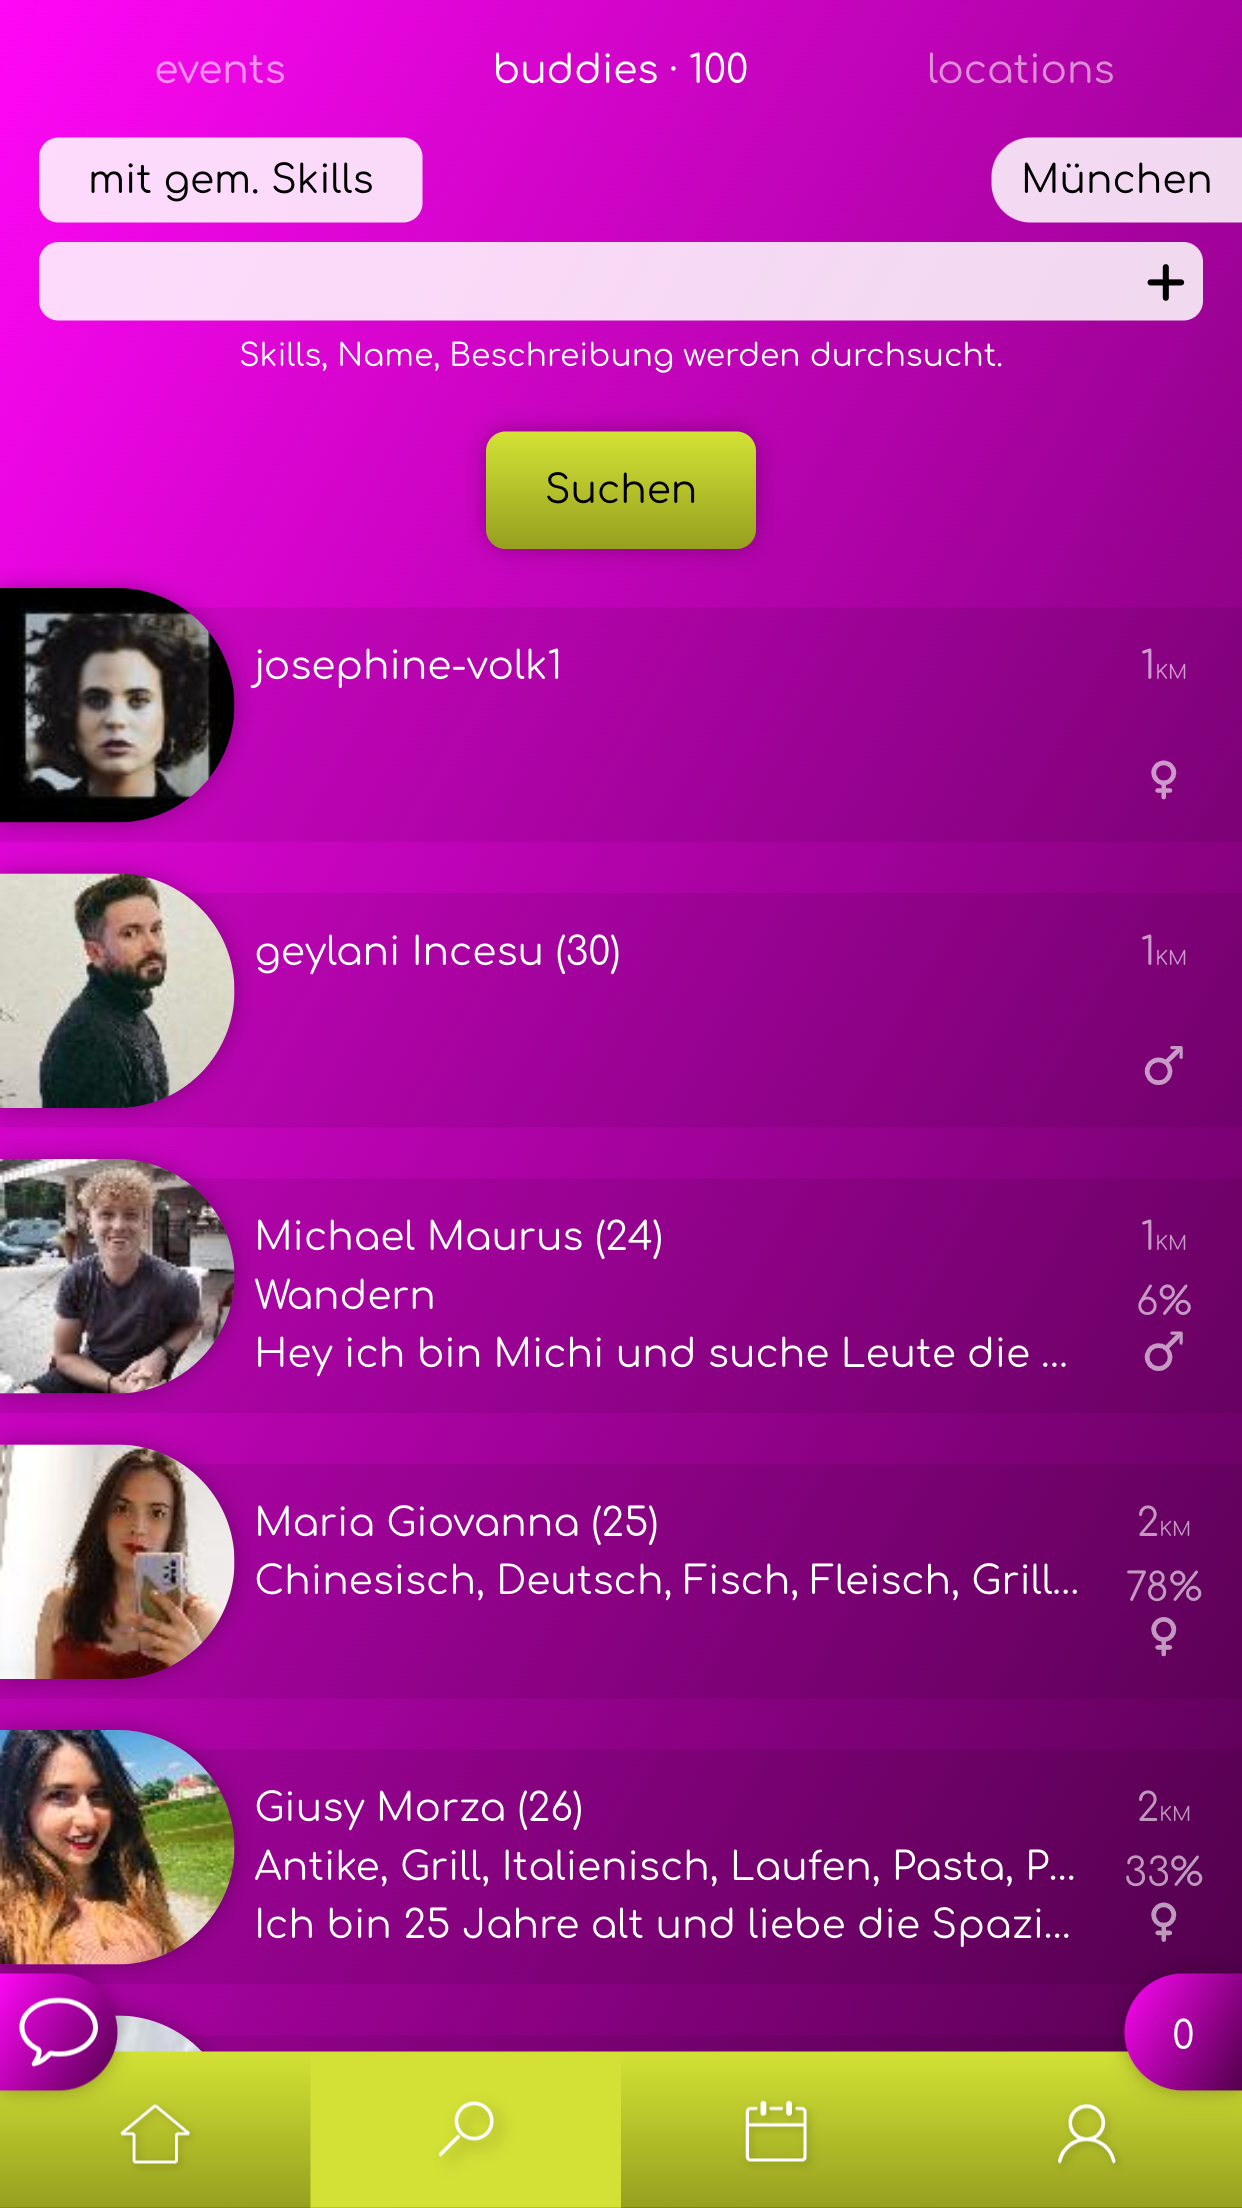 events buddies · 100 locations
mit gem. Skills München
Skills, Name, Beschreibung werden durchsucht.
Suchen
josephine-volk1 1KM
geylani Incesu (30) 1KM
Michael Maurus (24) 1KM
Wandern 6%
Hey ich bin Michi und suche Leute die ...
Maria Giovanna (25) 2KM
Chinesisch, Deutsch, Fisch, Fleisch, Grill... 78%
Giusy Morza (26) 2KM
Antike, Grill, Italienisch, Laufen, Pasta, P... 33%
Ich bin 25 Jahre alt und liebe die Spazi...
0